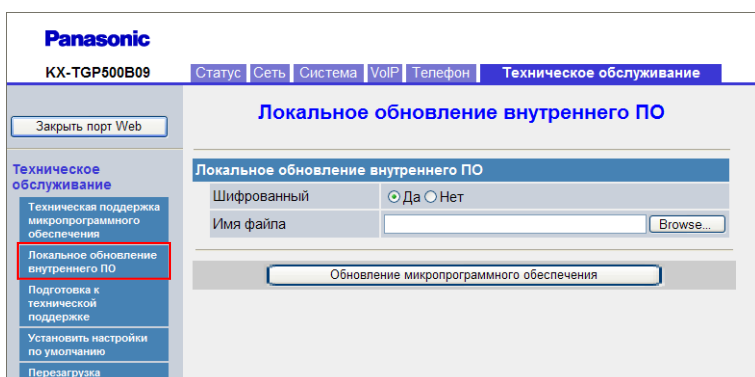 Panasonic
KX-TGP500B09
Статус Сеть Система VoIP Телефон Техническое обслуживание
Закрыть порт Web
Локальное обновление внутреннего ПО
Техническое
обслуживание
Техническая поддержка
микропрограммного
обеспечения
Локальное обновление
внутреннего ПО
Подготовка к
технической
поддержке
Установить настройки
по умолчанию
Перезагрузка
Локальное обновление внутреннего ПО
Шифрованный Да Нет
Имя файла Browse...
Обновление микропрограммного обеспечения